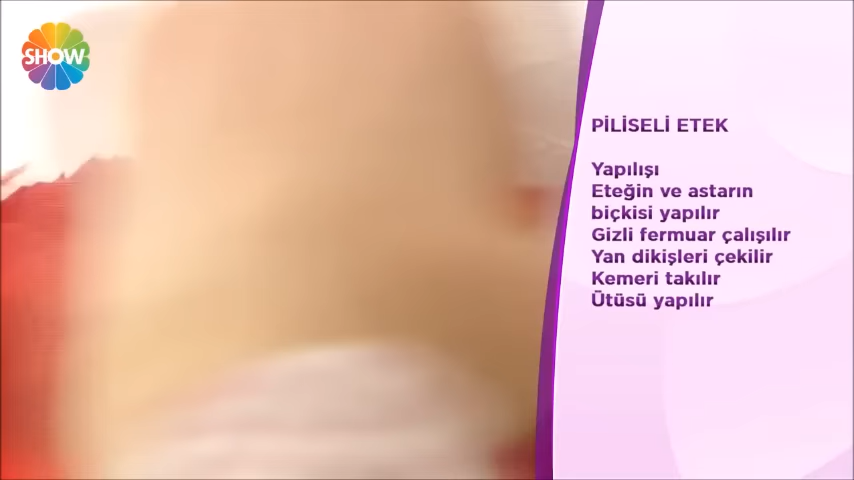 SHOW
PİLİSELİ ETEK
Yapılışı
Eteğin ve astarın
biçkisi yapılır
Gizli fermuar çalışılır
Yan dikişleri çekilir
Kemeri takılır
Ütüsü yapılır